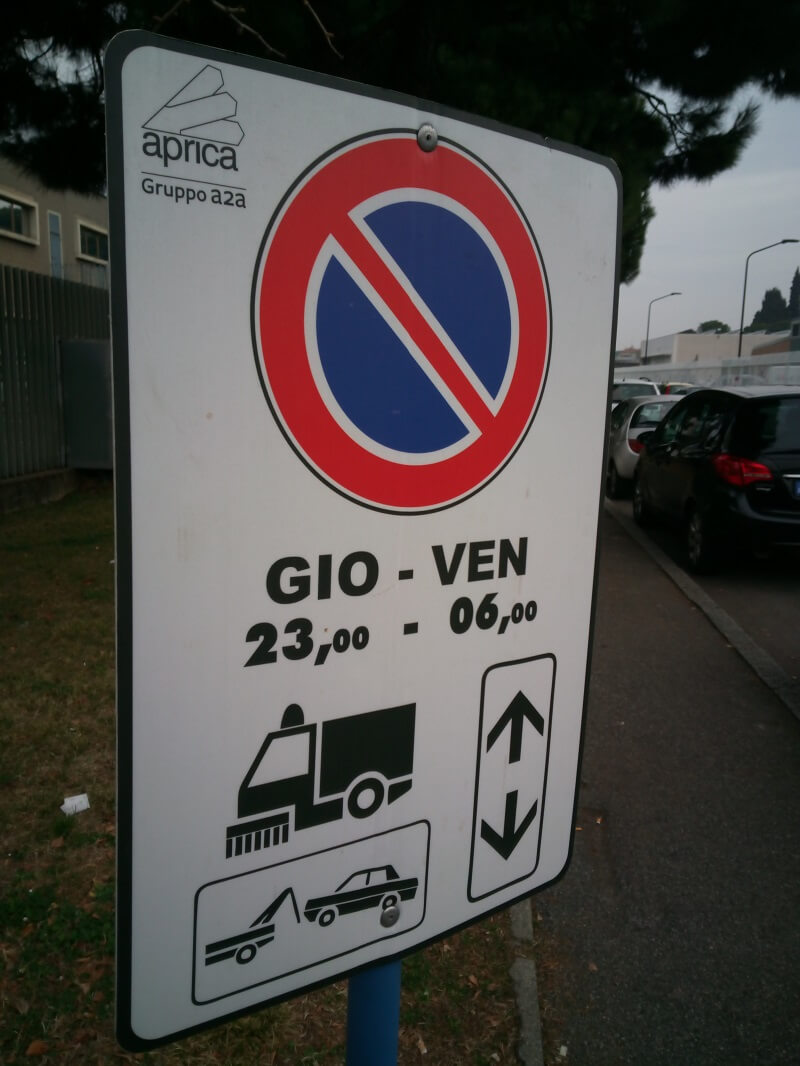 aprica
Gruppo a2a
GIO - VEN
23,00 - 06,00